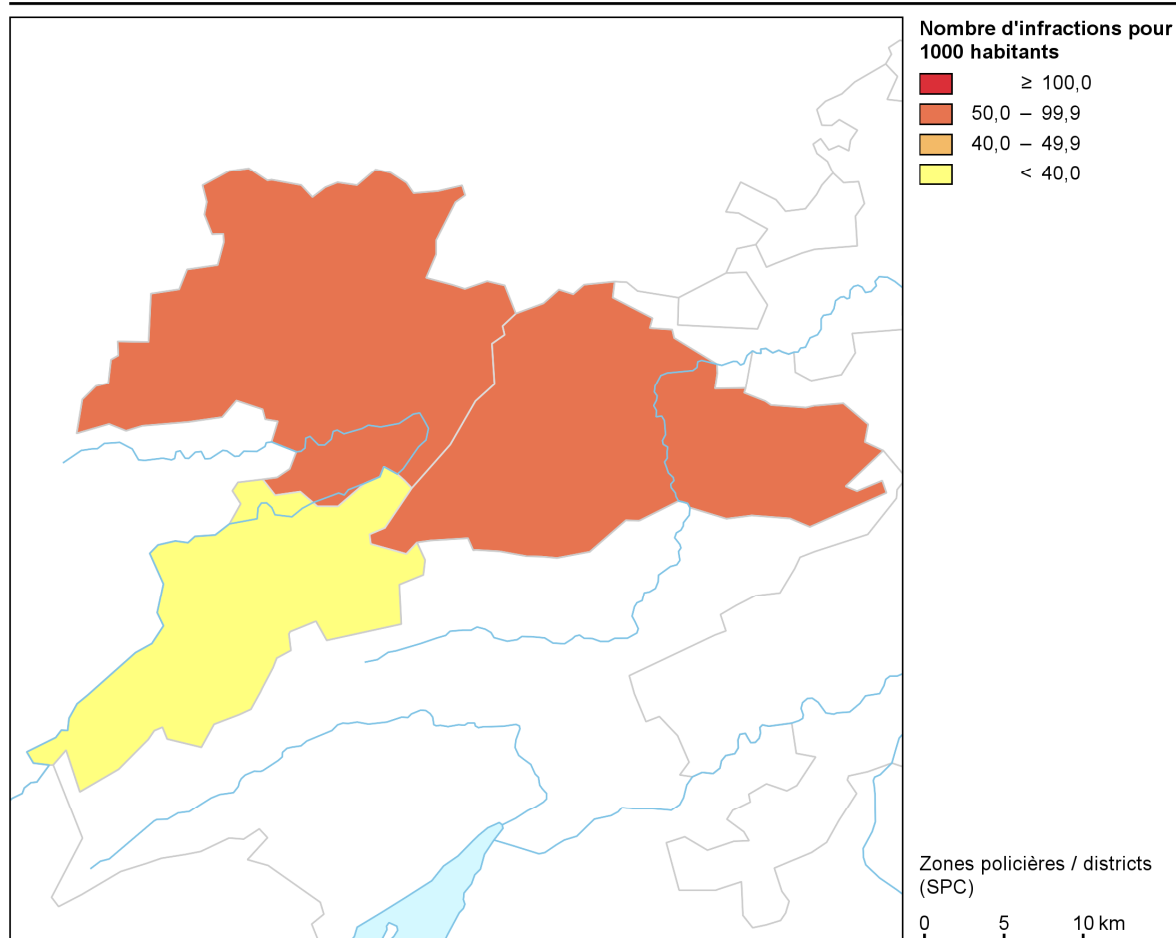 Nombre d'infractions pour
1000 habitants
≥ 100,0
50,0 – 99,9
40,0 – 49,9
< 40,0
Zones policières / districts
(SPC)
0 5 10 km